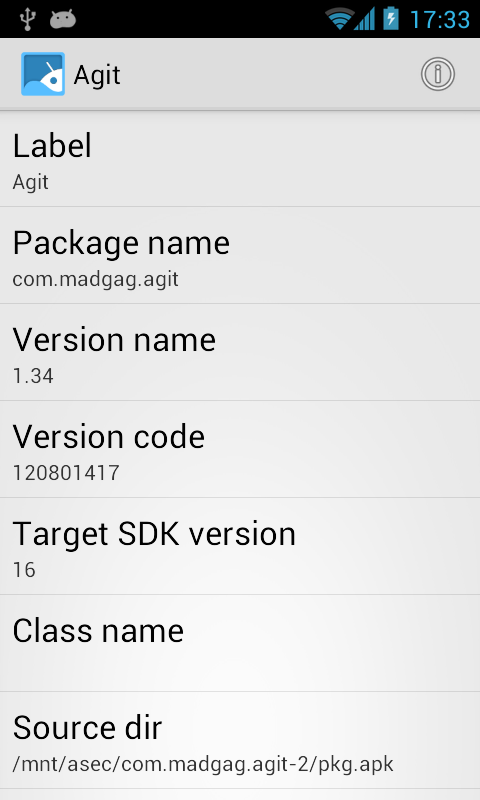 17:33
Agit
Label
Agit
Package name
com.madgag.agit
Version name
1.34
Version code
120801417
Target SDK version
16
Class name
Source dir
/mnt/asec/com.madgag.agit-2/pkg.apk